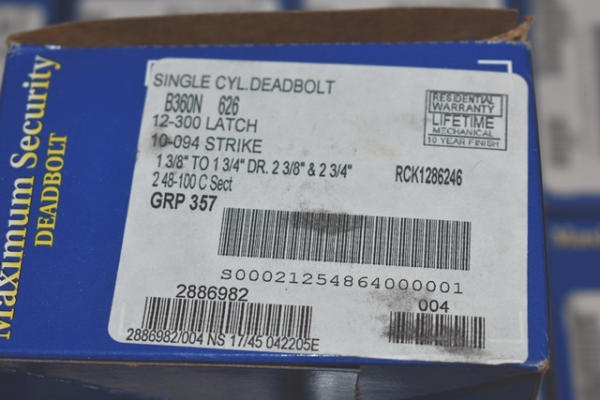 Maximum Security
DEADBOLT
SINGLE CYL.DEADBOLT
B360N 626
12-300 LATCH
10-094 STRIKE
1 3/8" TO 1 3/4" DR. 2 3/8" & 2 3/4"
2 48-100 C Sect
GRP 357
RESIDENTIAL
WARRANTY
LIFETIME
MECHANICAL
10 YEAR FINISH
RCK1286246
S00021254864000001
2886982
004
2886982/004 NS 17/45 042205E